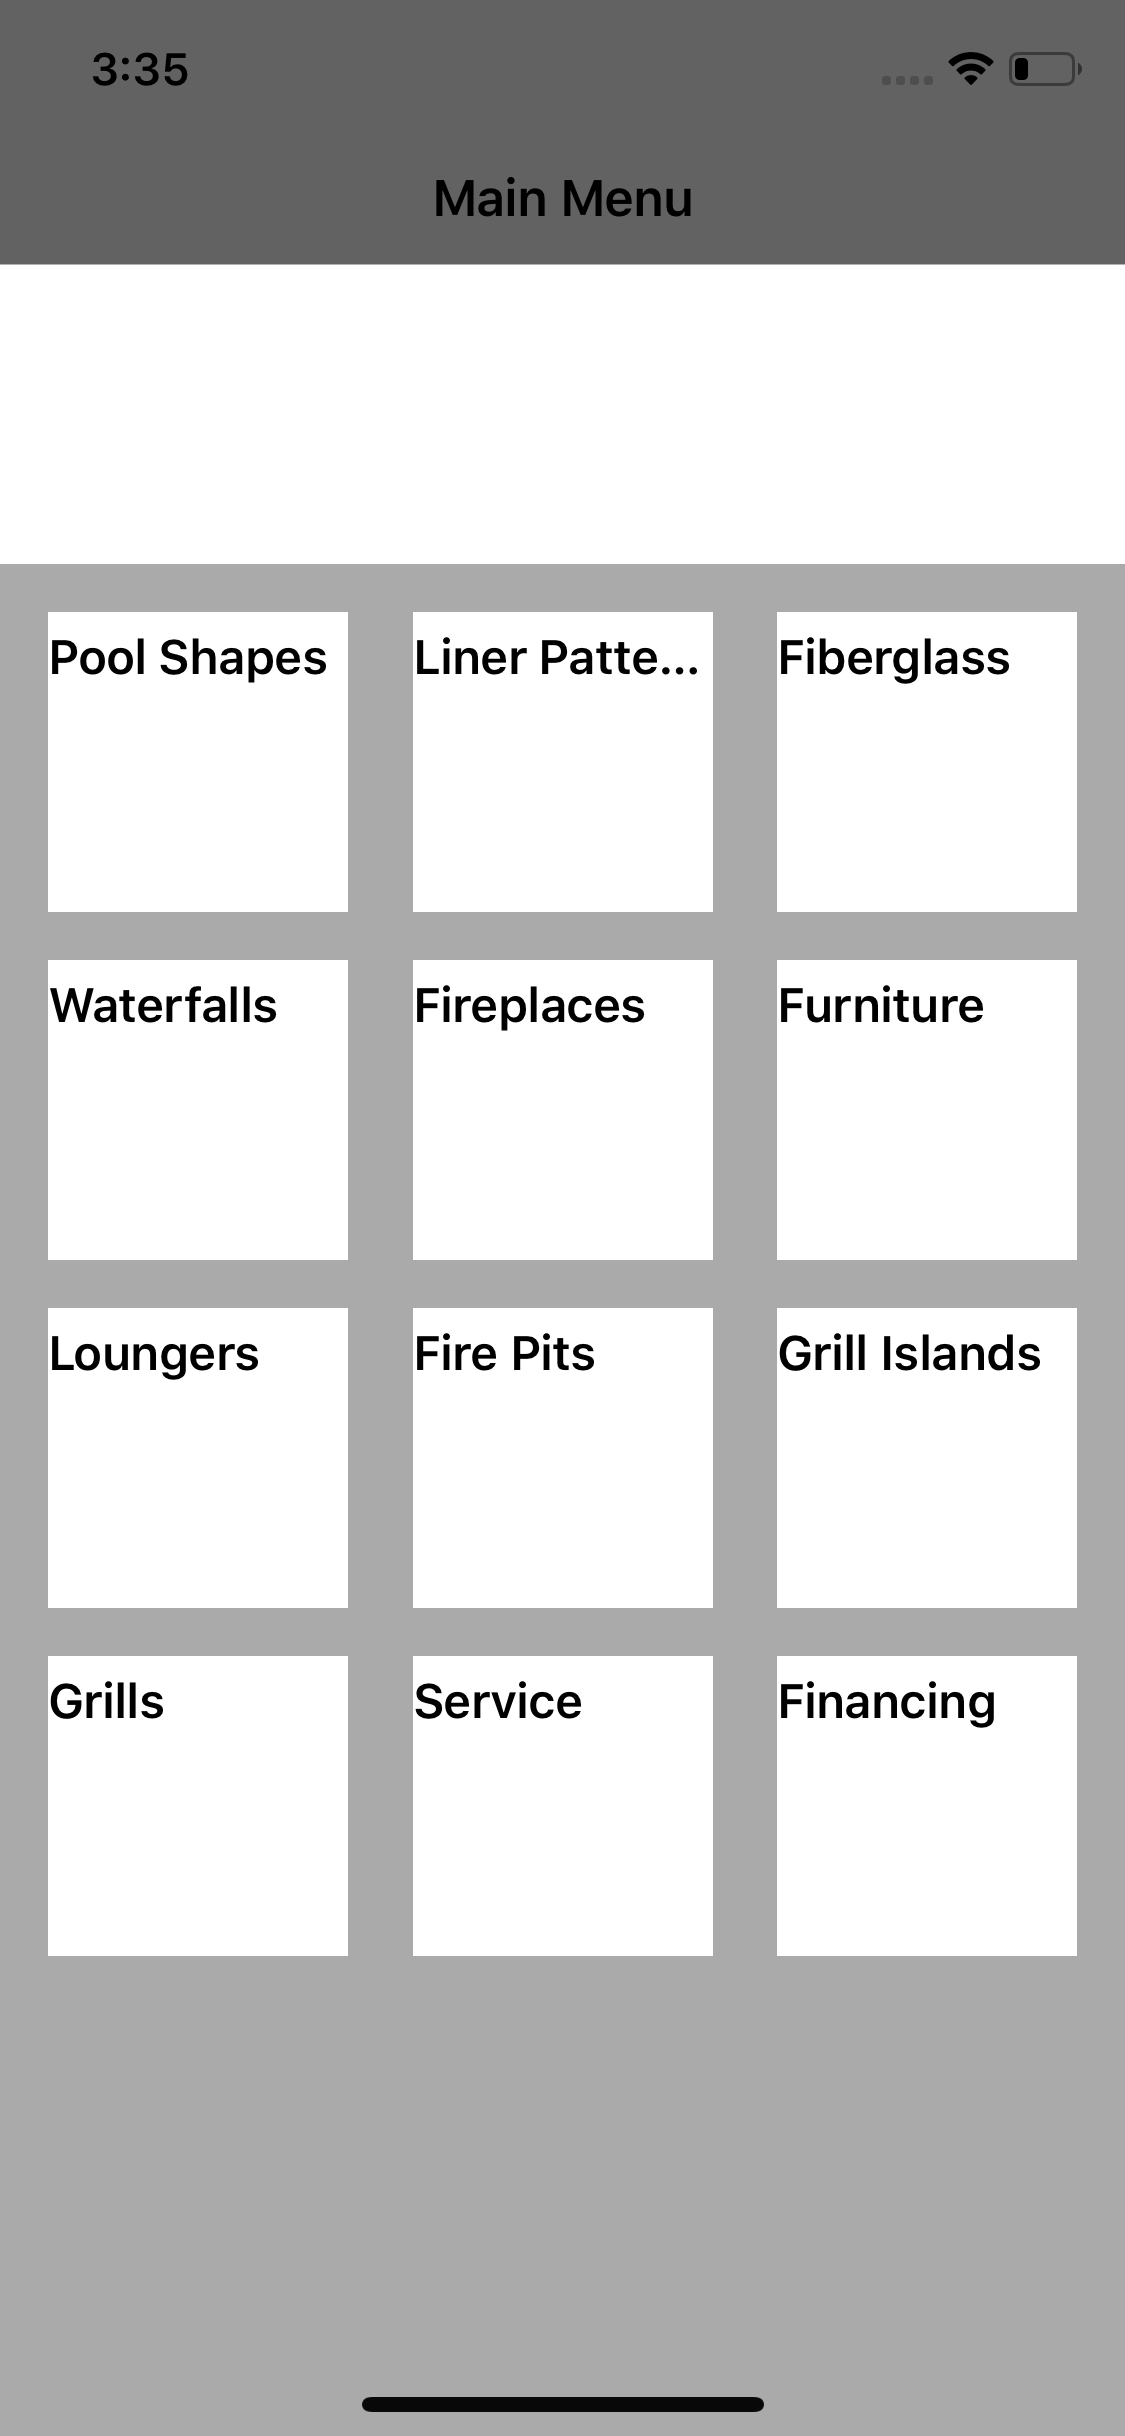 3:35
Main Menu
Pool Shapes
Liner Patte...
Fiberglass
Waterfalls
Fireplaces
Furniture
Loungers
Fire Pits
Grill Islands
Grills
Service
Financing